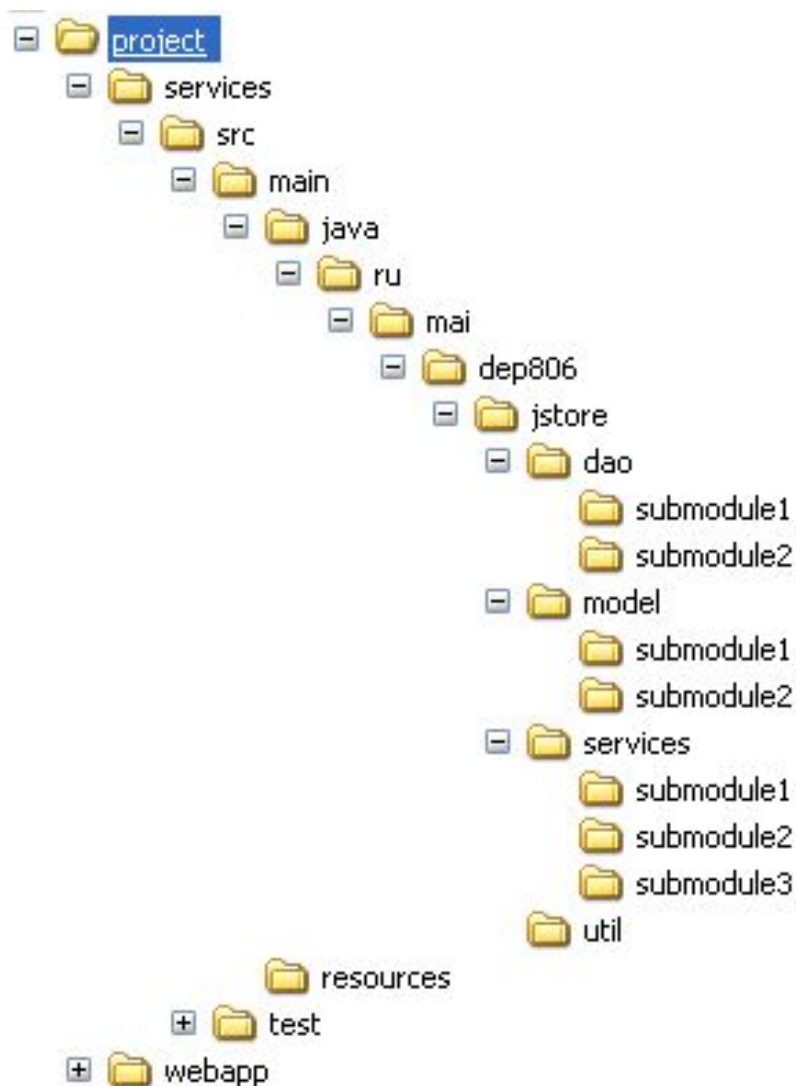 project
services
src
main
java
ru
mai
dep806
jstore
dao
submodule1
submodule2
model
submodule1
submodule2
services
submodule1
submodule2
submodule3
util
resources
test
webapp